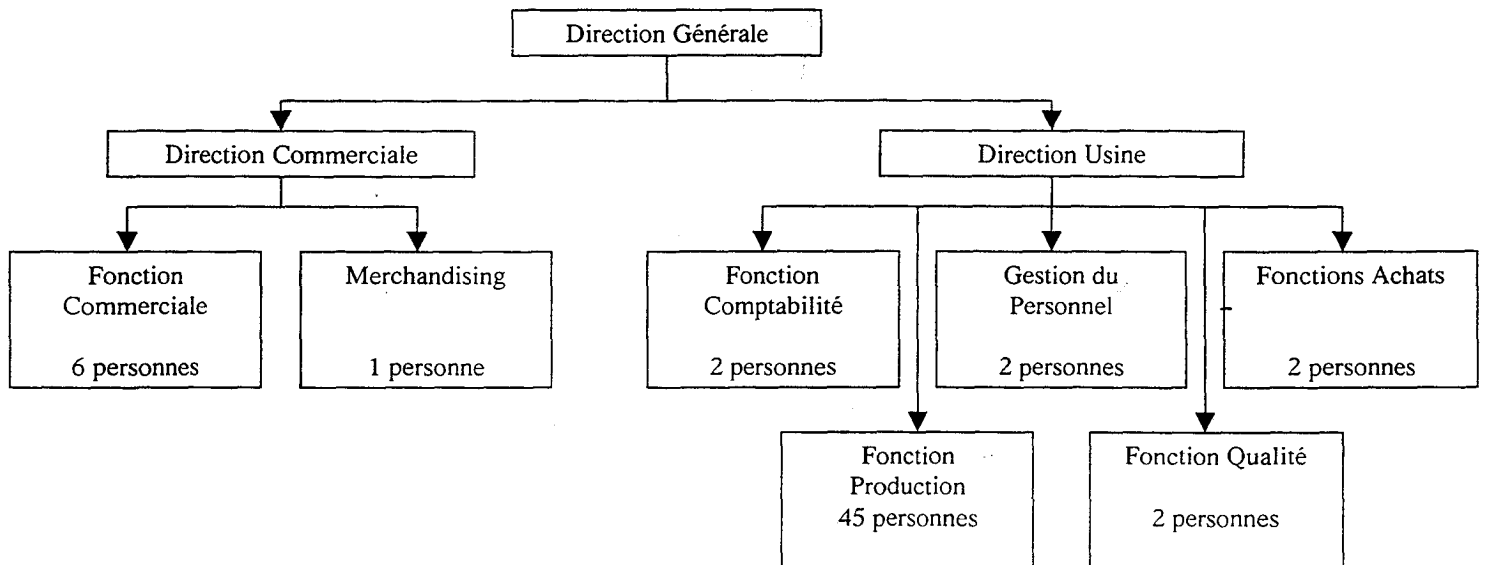 Direction Générale
Direction Commerciale
Direction Usine
Fonction
Commerciale
6 personnes
Merchandising
1 personne
Fonction
Comptabilité
2 personnes
Gestion du
Personnel
2 personnes
Fonctions Achats
2 personnes
Fonction
Production
45 personnes
Fonction Qualité
2 personnes